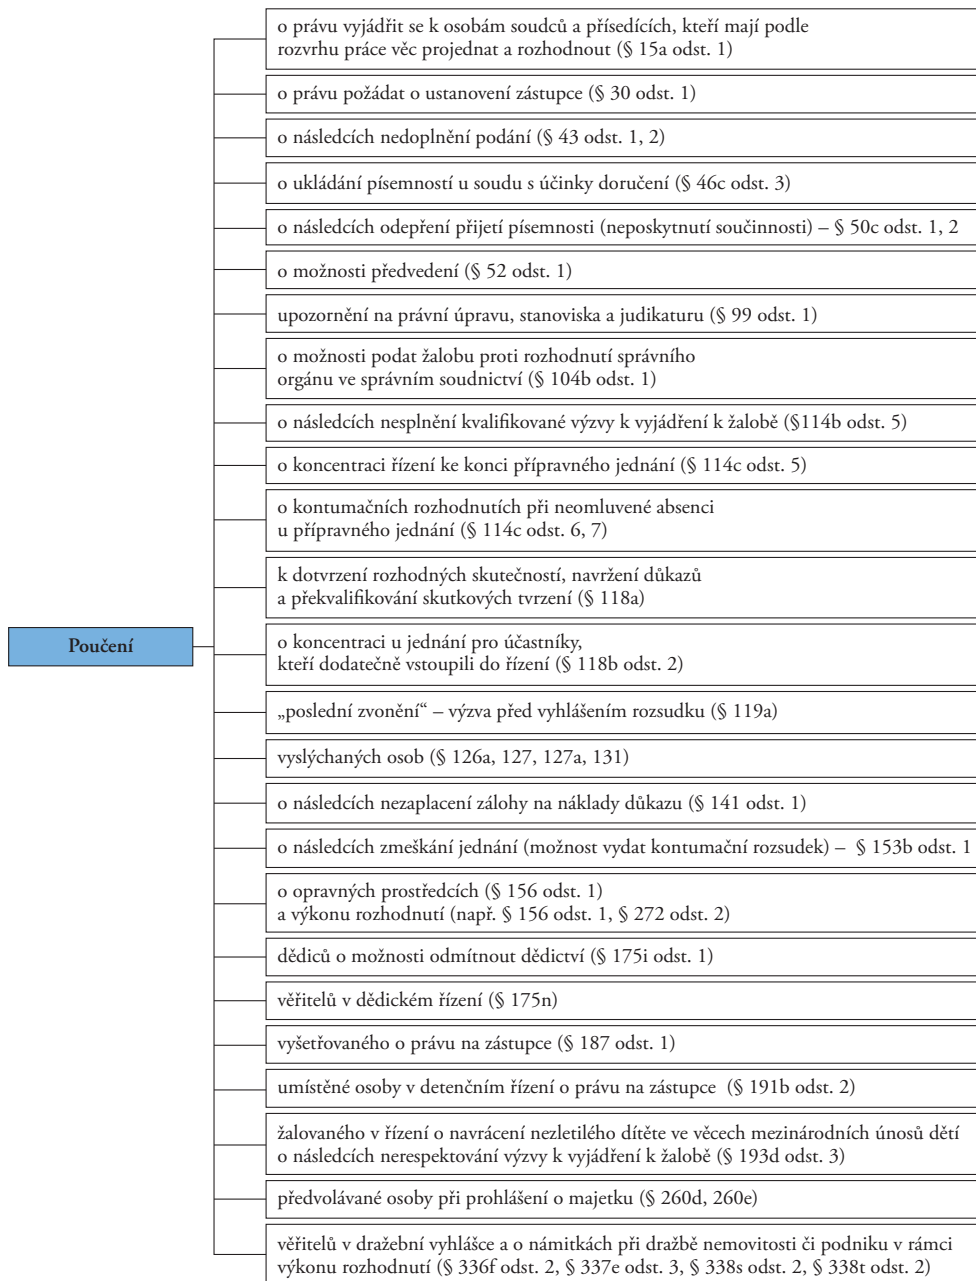 o právu vyjádřit se k osobám soudců a přísedících, kteří mají podle
rozvrhu práce věc projednat a rozhodnout (§ 15a odst. 1)
o právu požádat o ustanovení zástupce (§ 30 odst. 1)
o následcích nedoplnění podání (§ 43 odst. 1, 2)
o ukládání písemností u soudu s účinky doručení (§ 46c odst. 3)
o následcích odepření přijetí písemnosti (neposkytnutí součinnosti) – § 50c odst. 1, 2
o možnosti předvedení (§ 52 odst. 1)
upozornění na právní úpravu, stanoviska a judikaturu (§ 99 odst. 1)
o možnosti podat žalobu proti rozhodnutí správního
orgánu ve správním soudnictví (§ 104b odst. 1)
o následcích nesplnění kvalifikované výzvy k vyjádření k žalobě (§114b odst. 5)
o koncentraci řízení ke konci přípravného jednání (§ 114c odst. 5)
o kontumačních rozhodnutích při neomluvené absenci
u přípravného jednání (§ 114c odst. 6, 7)
k dotvrzení rozhodných skutečností, navržení důkazů
a překvalifikování skutkových tvrzení (§ 118a)
Poučení
o koncentraci u jednání pro účastníky,
kteří dodatečně vstoupili do řízení (§ 118b odst. 2)
„poslední zvonění“ – výzva před vyhlášením rozsudku (§ 119a)
vyslýchaných osob (§ 126a, 127, 127a, 131)
o následcích nezaplacení zálohy na náklady důkazu (§ 141 odst. 1)
o následcích zmeškání jednání (možnost vydat kontumační rozsudek) – § 153b odst. 1
o opravných prostředcích (§ 156 odst. 1)
a výkonu rozhodnutí (např. § 156 odst. 1, § 272 odst. 2)
dědiců o možnosti odmítnout dědictví (§ 175i odst. 1)
věřitelů v dědickém řízení (§ 175n)
vyšetřovaného o právu na zástupce (§ 187 odst. 1)
umístěné osoby v detenčním řízení o právu na zástupce (§ 191b odst. 2)
žalovaného v řízení o navrácení nezletilého dítěte ve věcech mezinárodních únosů dětí
o následcích nerespektování výzvy k vyjádření k žalobě (§ 193d odst. 3)
předvolávané osoby při prohlášení o majetku (§ 260d, 260e)
věřitelů v dražební vyhlášce a o námitkách při dražbě nemovitosti či podniku v rámci
výkonu rozhodnutí (§ 336f odst. 2, § 337e odst. 3, § 338s odst. 2, § 338t odst. 2)